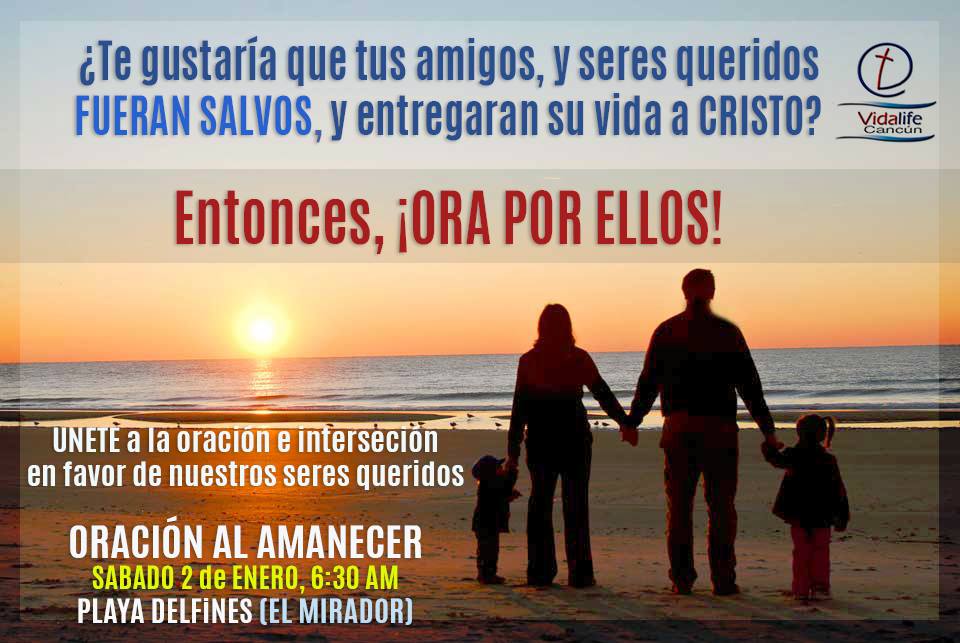 ¿Te gustaría que tus amigos, y seres queridos
FUERAN SALVOS, y entregaran su vida a CRISTO?
Vidalife
Cancún
Entonces, ¡ORA POR ELLOS!
UNETE a la oración e interseción
en favor de nuestros seres queridos
ORACIÓN AL AMANECER
SABADO 2 de ENERO, 6:30 AM
PLAYA DELFiNES (EL MIRADOR)